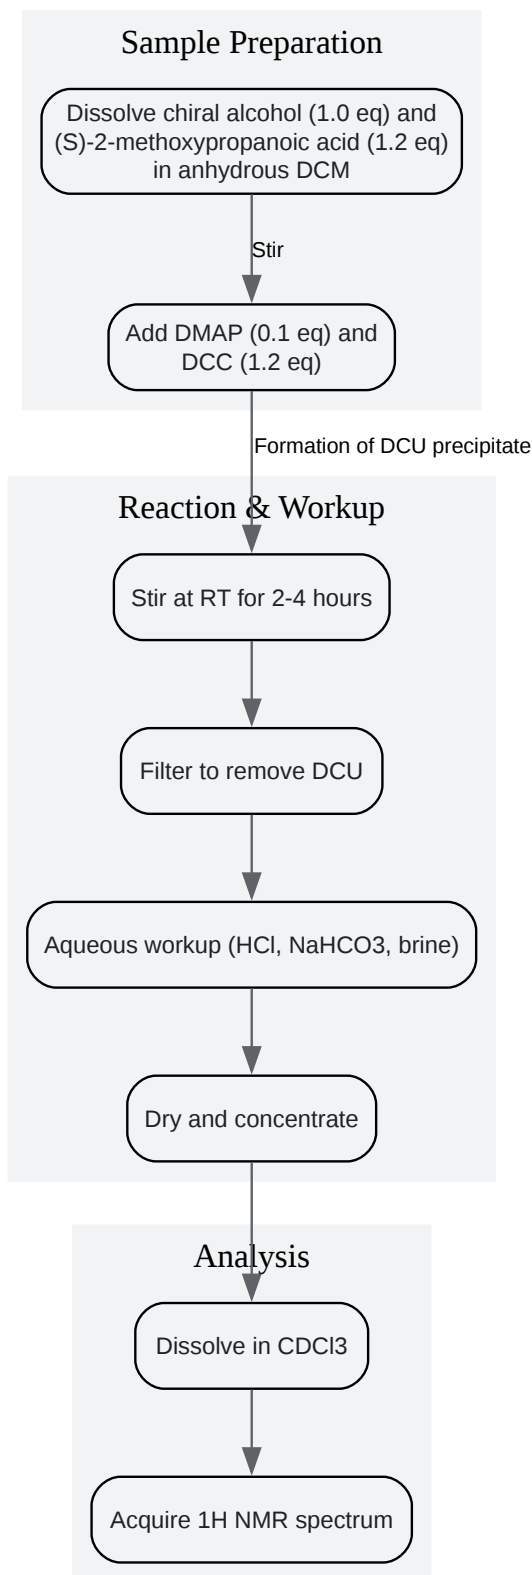 Sample Preparation
Dissolve chiral alcohol (1.0 eq) and
(S)-2-methoxypropanoic acid (1.2 eq)
in anhydrous DCM
Stir
Add DMAP (0.1 eq) and
DCC (1.2 eq)
Formation of DCU precipitate
Reaction & Workup
Stir at RT for 2-4 hours
Filter to remove DCU
Aqueous workup (HCl, NaHCO3, brine)
Dry and concentrate
Analysis
Dissolve in CDCl3
Acquire 1H NMR spectrum